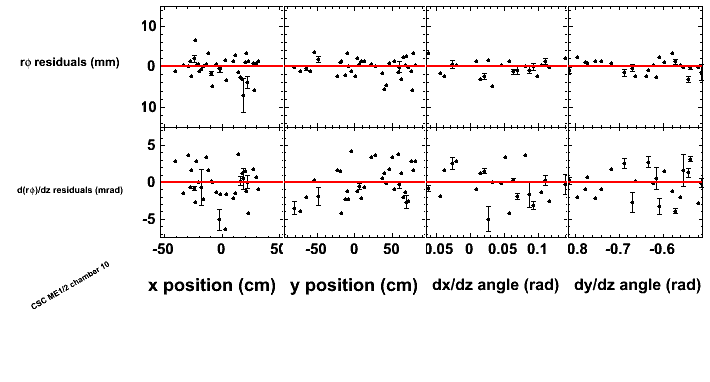 10
rϕ residuals (mm)
0
10
5
d(rϕ)/dz residuals (mrad)
0
-5
-50 0 50 -50 0 50 0.05 0 0.05 0.1 0.8 -0.7 -0.6
x position (cm) y position (cm) dx/dz angle (rad) dy/dz angle (rad)
CSC ME1/2 chamber 10